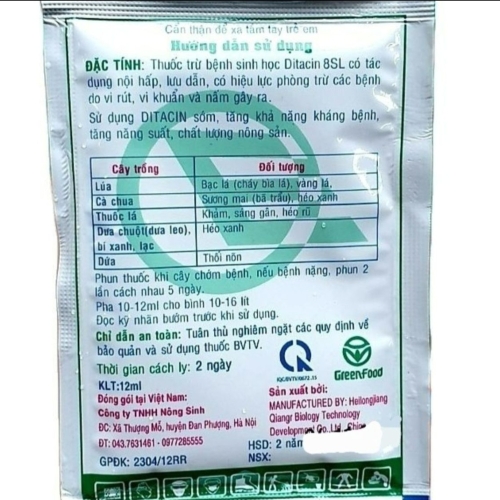 Cẩn thận để xa tầm tay trẻ em
Hướng dẫn sử dụng
ĐẶC TÍNH: Thuốc trừ bệnh sinh học Ditacin 8SL có tác
dụng nội hấp, lưu dẫn, có hiệu lực phòng trừ các bệnh
do vi rút, vi khuẩn và nấm gây ra.
Sử dụng DITACIN sớm, tăng khả năng kháng bệnh,
tăng năng suất, chất lượng nông sản.
Cây trồng Đối tượng
Lúa Bạc lá (cháy bìa lá), vàng lá,
Cà chua Sương mai (bã trầu), héo xanh
Thuốc lá Khảm, sáng gân, héo rũ
Dưa chuột(dưa leo), Héo xanh
bí xanh, lạc
Dứa Thối nõn
Phun thuốc khi cây chớm bệnh, nếu bệnh nặng, phun 2
lần cách nhau 5 ngày.
Pha 10-12ml cho bình 10-16 lít
Đọc kỹ nhãn bướm trước khi sử dụng.
Chỉ dẫn an toàn: Tuân thủ nghiêm ngặt các quy định về
bảo quản và sử dụng thuốc BVTV.
Thời gian cách ly: 2 ngày
GreenFood
KLT:12ml
Đóng gói tại Việt Nam:
Công ty TNHH Nông Sinh
ĐC: Xã Thượng Mỗ, huyện Đan Phượng, Hà Nội
ĐT: 043.7631461 - 0977285555
GPĐK: 2304/12RR
Sản xuất bởi:
MANUFACTURED BY: Heilongjiang
Qiangr Biology Technology
Development Co.,Ltd.,China
HSD: 2 năm
NSX: